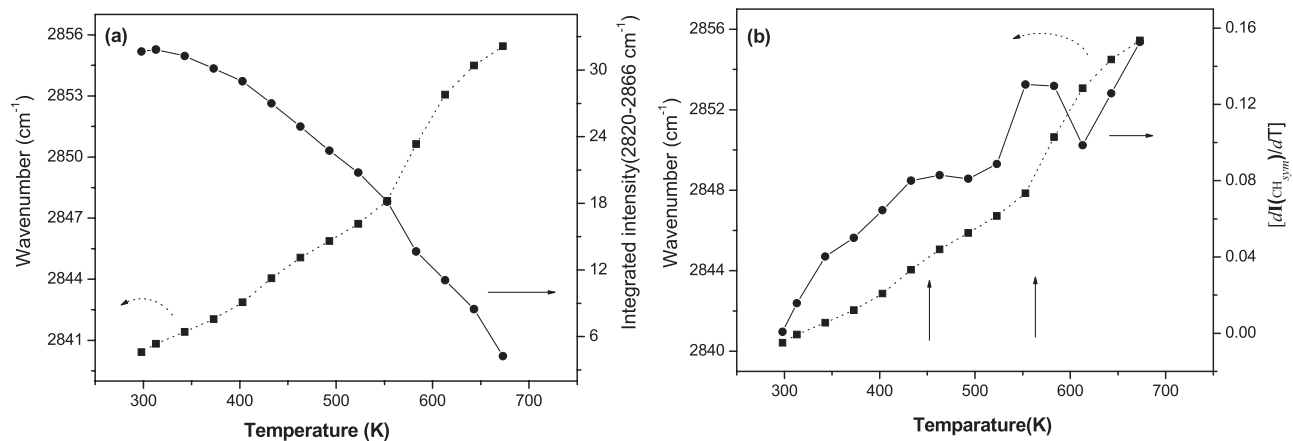 (a)
Wavenumber (cm-1)
2856
2853
2850
2847
2844
2841
300 400 500 600 700
Temperature (K)
32
24
18
12
6
Integrated intensity(2820-2866 cm-1)
(b)
Wavenumber (cm-1)
2856
2852
2848
2844
2840
300 400 500 600 700
Temparature(K)
0.16
0.12
0.08
0.04
0.00
[dI(CHsym)/dT]